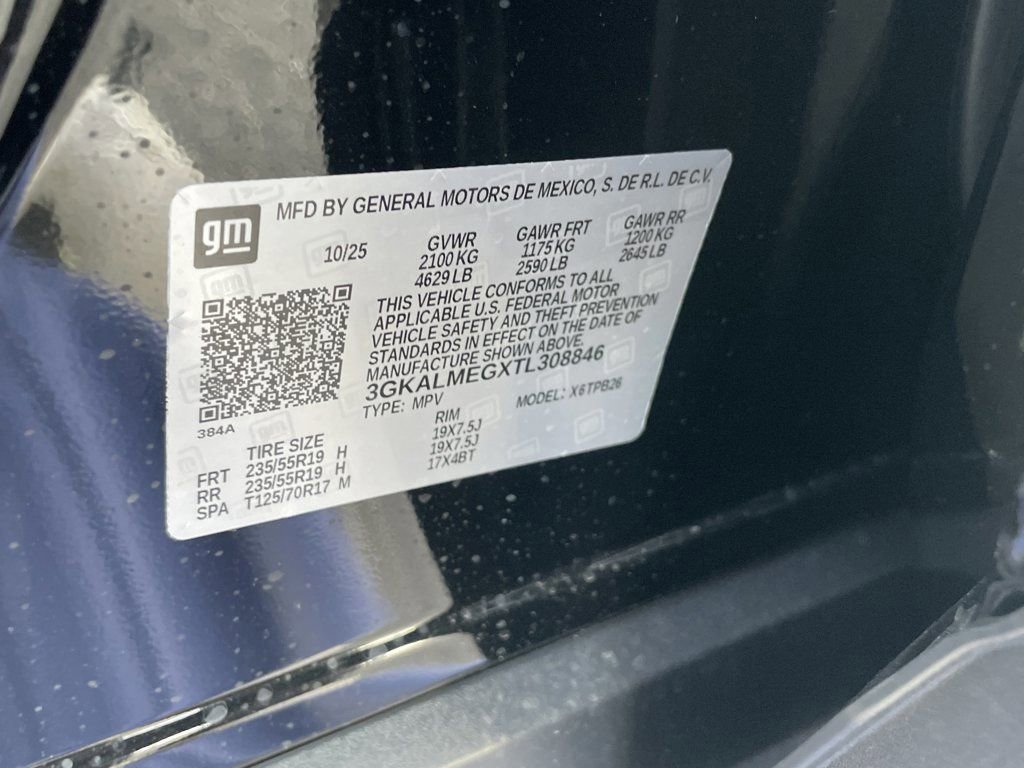 gm
MFD BY GENERAL MOTORS DE MEXICO, S. DE R.L. DE C.V.
10/25
GVWR
2100 KG
4629 LB
GAWR FRT
1175 KG
2590 LB
GAWR RR
1200 KG
2645 LB
THIS VEHICLE CONFORMS TO ALL
APPLICABLE U.S. FEDERAL MOTOR
VEHICLE SAFETY AND THEFT PREVENTION
STANDARDS IN EFFECT ON THE DATE OF
MANUFACTURE SHOWN ABOVE.
3GKALMEGXTL308846
TYPE: MPV MODEL: X6TPB26
384A
TIRE SIZE RIM
FRT 235/55R19 H 19X7.5J
RR 235/55R19 H 19X7.5J
SPA T125/70R17 M 17X4BT